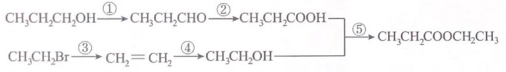 CH₃CH₂CH₂OH ① CH₃CH₂CHO ② CH₃CH₂COOH
⑤ CH₃CH₂COOCH₂CH₃
CH₃CH₂Br ③ CH₂=CH₂ ④ CH₃CH₂OH